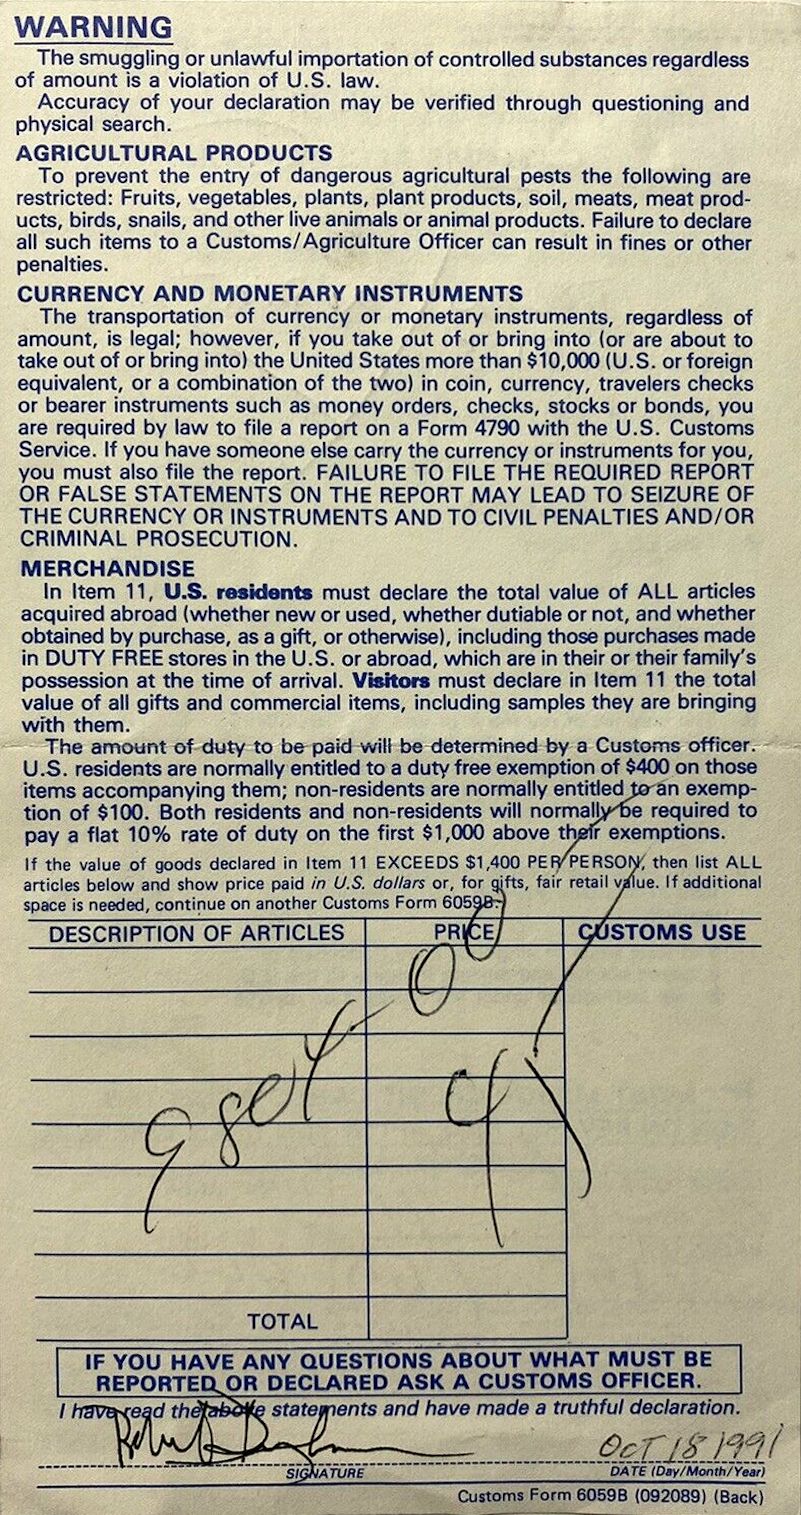 WARNING
The smuggling or unlawful importation of controlled substances regardless
of amount is a violation of U.S. law.
Accuracy of your declaration may be verified through questioning and
physical search.
AGRICULTURAL PRODUCTS
To prevent the entry of dangerous agricultural pests the following are
restricted: Fruits, vegetables, plants, plant products, soil, meats, meat prod-
ucts, birds, snails, and other live animals or animal products. Failure to declare
all such items to a Customs/Agriculture Officer can result in fines or other
penalties.
CURRENCY AND MONETARY INSTRUMENTS
The transportation of currency or monetary instruments, regardless of
amount, is legal; however, if you take out of or bring into (or are about to
take out of or bring into) the United States more than $10,000 (U.S. or foreign
equivalent, or a combination of the two) in coin, currency, travelers checks
or bearer instruments such as money orders, checks, stocks or bonds, you
are required by law to file a report on a Form 4790 with the U.S. Customs
Service. If you have someone else carry the currency or instruments for you,
you must also file the report. FAILURE TO FILE THE REQUIRED REPORT
OR FALSE STATEMENTS ON THE REPORT MAY LEAD TO SEIZURE OF
THE CURRENCY OR INSTRUMENTS AND TO CIVIL PENALTIES AND/OR
CRIMINAL PROSECUTION.
MERCHANDISE
In Item 11, U.S. residents must declare the total value of ALL articles
acquired abroad (whether new or used, whether dutiable or not, and whether
obtained by purchase, as a gift, or otherwise), including those purchases made
in DUTY FREE stores in the U.S. or abroad, which are in their or their family's
possession at the time of arrival. Visitors must declare in Item 11 the total
value of all gifts and commercial items, including samples they are bringing
with them.
The amount of duty to be paid will be determined by a Customs officer.
U.S. residents are normally entitled to a duty free exemption of $400 on those
items accompanying them; non-residents are normally entitled to an exemp-
tion of $100. Both residents and non-residents will normally be required to
pay a flat 10% rate of duty on the first $1,000 above their exemptions.
If the value of goods declared in Item 11 EXCEEDS $1,400 PER PERSON, then list ALL
articles below and show price paid in U.S. dollars or, for gifts, fair retail value. If additional
space is needed, continue on another Customs Form 6059B.
DESCRIPTION OF ARTICLES PRICE CUSTOMS USE
TOTAL
IF YOU HAVE ANY QUESTIONS ABOUT WHAT MUST BE
REPORTED OR DECLARED ASK A CUSTOMS OFFICER.
I have read the above statements and have made a truthful declaration.
OCT 18 1991
SIGNATURE DATE (Day/Month/Year)
Customs Form 6059B (092089) (Back)